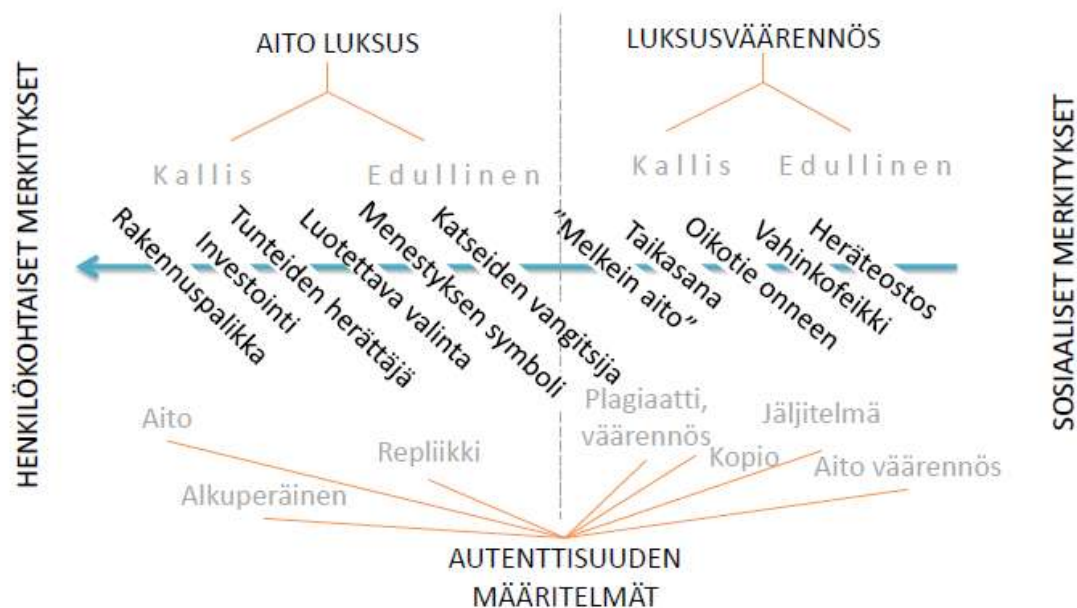 AITO LUKSUS
LUKSUSVÄÄRENNÖS
HENKILÖKOHTAISET MERKITYKSET
SOSIAALISET MERKITYKSET
Kallis
Edullinen
Kallis
Edullinen
Rakennuspalikka
Investointi
Tunteiden herättäjä
Luotettava valinta
Menestyksen symboli
Katseiden vangitsija
”Melkein aito”
Taikasana
Oikotie onneen
Vahinkofeikki
Heräteostos
Aito
Alkuperäinen
Repliikki
Plagiaatti,
väärennös
Kopio
Jäljitelmä
Aito väärennös
AUTENTTISUUDEN
MÄÄRITELMÄT